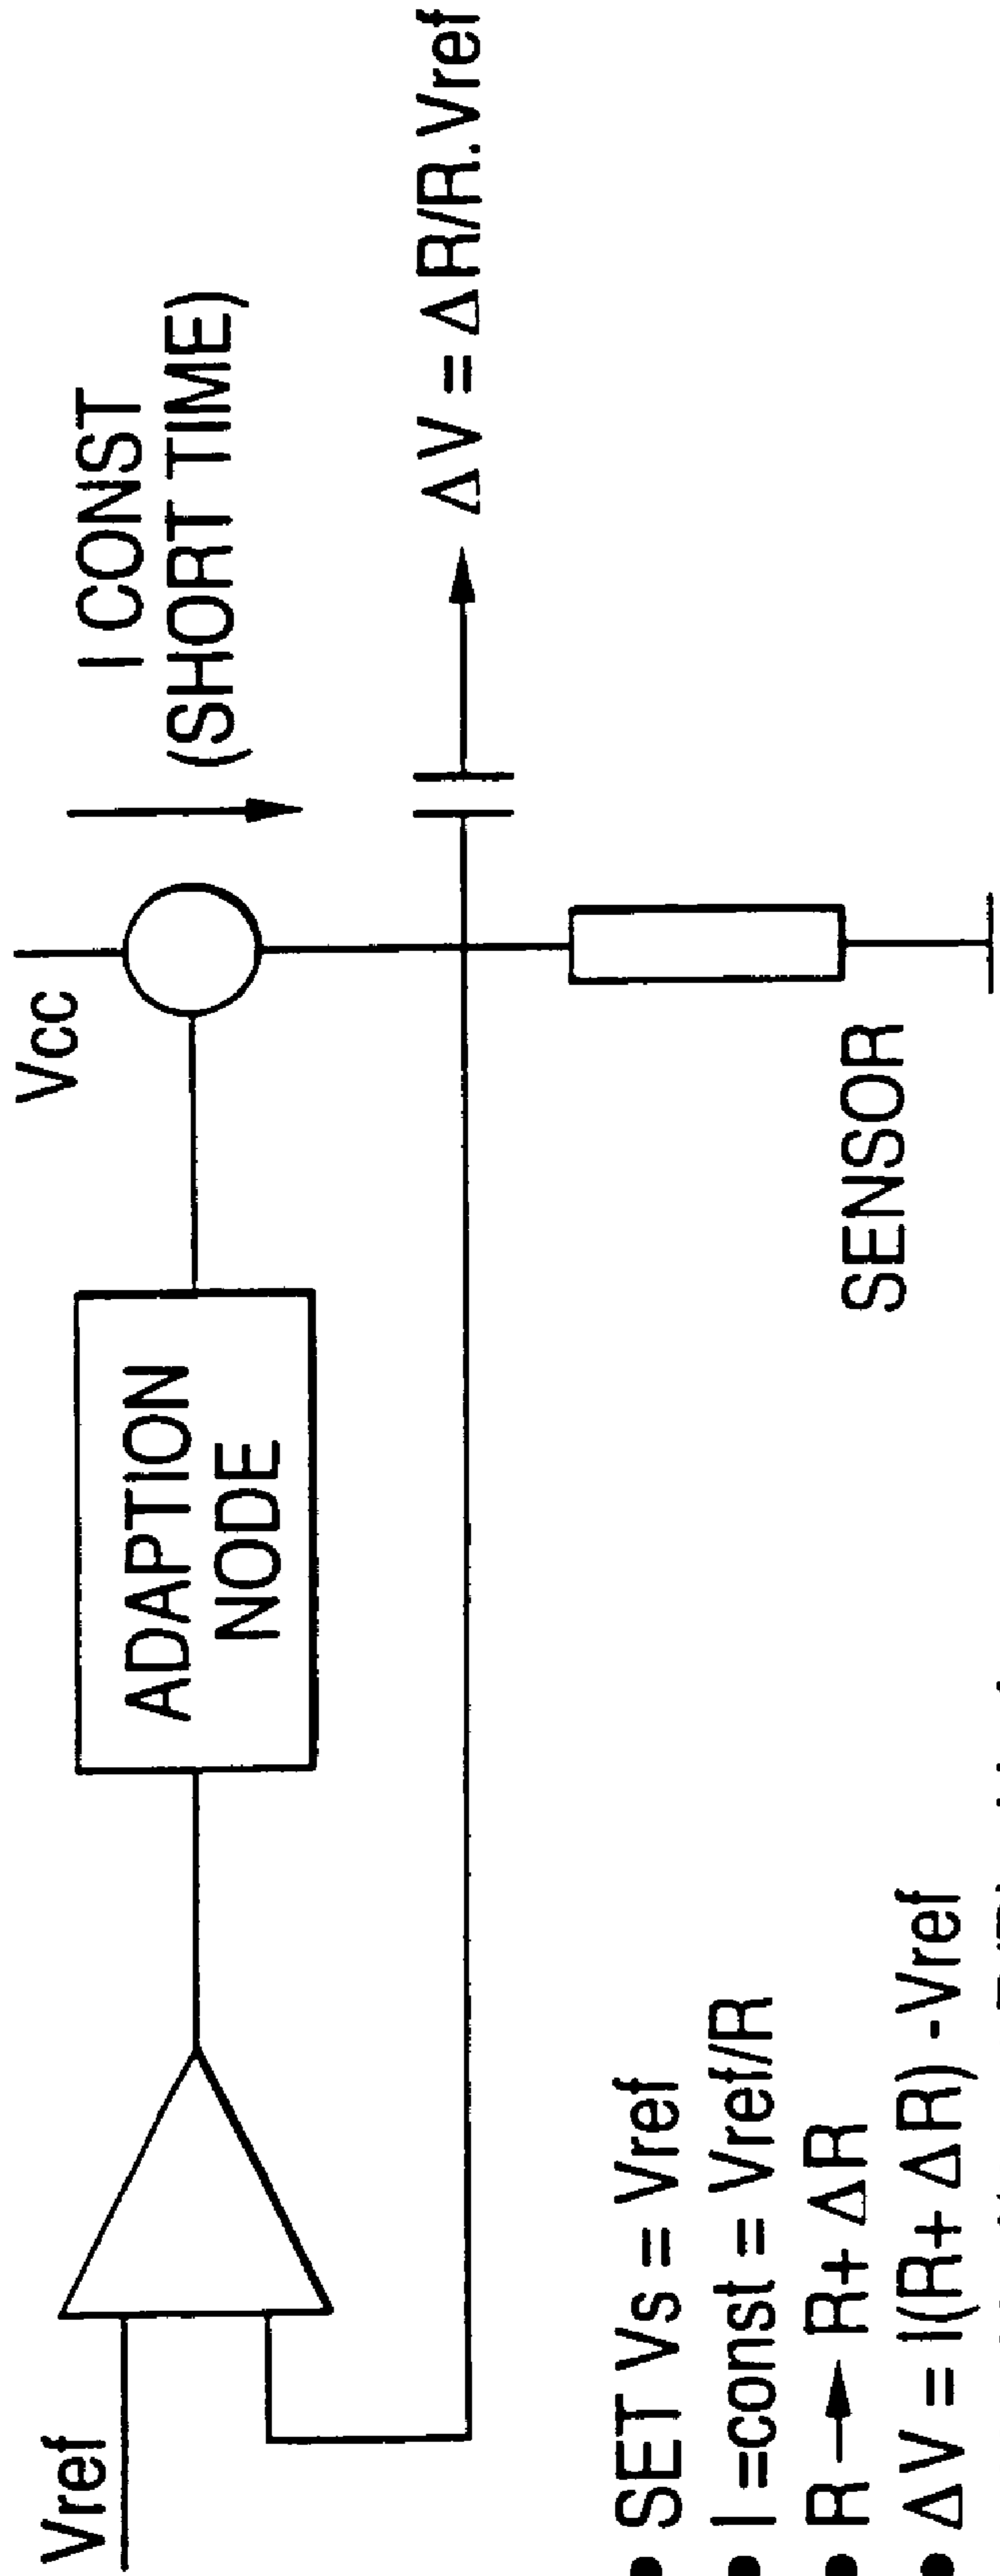 Vref
ADAPTION
NODE
Vcc
I CONST
(SHORT TIME)
ΔV = ΔR/R.Vref
SENSOR
• SET Vs = Vref
• I =const = Vref/R
• R → R+ ΔR
• ΔV = I(R+ ΔR) -Vref